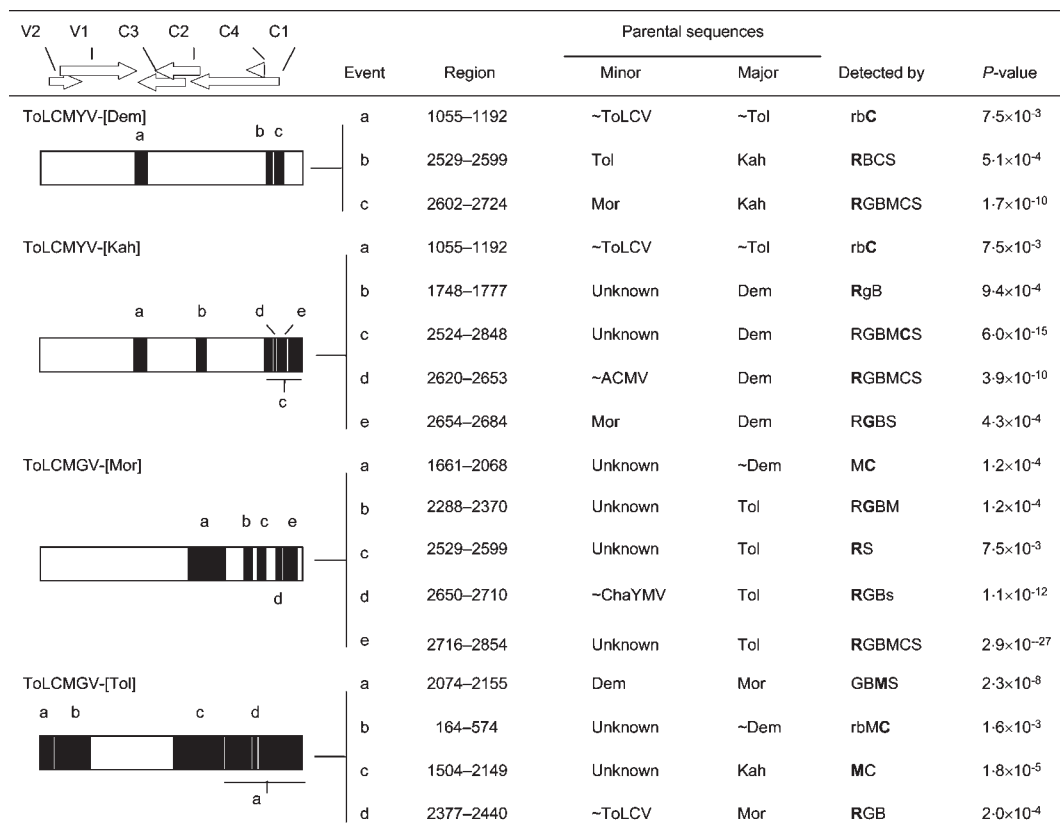 V2 V1 C3 C2 C4 C1
Parental sequences
Event Region Minor Major Detected by P-value
ToLCMYV-[Dem]
a b c
a 1055–1192 ~ToLCV ~Tol rbC 7·5×10-3
b 2529–2599 Tol Kah RBCS 5·1×10-4
c 2602–2724 Mor Kah RGBMCS 1·7×10-10
ToLCMYV-[Kah]
a b d e
c
a 1055–1192 ~ToLCV ~Tol rbC 7·5×10-3
b 1748–1777 Unknown Dem RgB 9·4×10-4
c 2524–2848 Unknown Dem RGBMCS 6·0×10-15
d 2620–2653 ~ACMV Dem RGBMCS 3·9×10-10
e 2654–2684 Mor Dem RGBS 4·3×10-4
ToLCMGV-[Mor]
a b c e
d
a 1661–2068 Unknown ~Dem MC 1·2×10-4
b 2288–2370 Unknown Tol RGBM 1·2×10-4
c 2529–2599 Unknown Tol RS 7·5×10-3
d 2650–2710 ~ChaYMV Tol RGBs 1·1×10-12
e 2716–2854 Unknown Tol RGBMCS 2·9×10–27
ToLCMGV-[Tol]
a b c d
a
a 2074–2155 Dem Mor GBMS 2·3×10-8
b 164–574 Unknown ~Dem rbMC 1·6×10-3
c 1504–2149 Unknown Kah MC 1·8×10-5
d 2377–2440 ~ToLCV Mor RGB 2·0×10-4